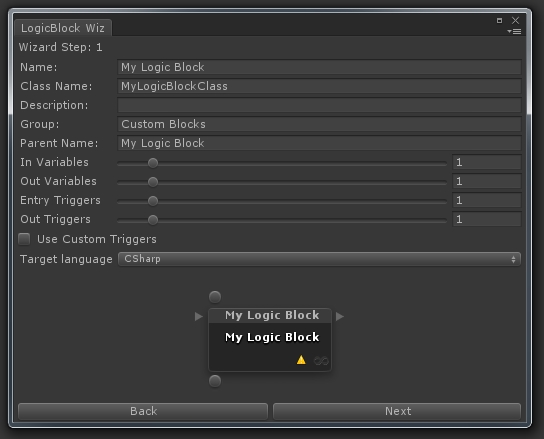 LogicBlock Wiz
Wizard Step: 1
Name: My Logic Block
Class Name: MyLogicBlockClass
Description:
Group: Custom Blocks
Parent Name: My Logic Block
In Variables 1
Out Variables 1
Entry Triggers 1
Out Triggers 1
Use Custom Triggers
Target language CSharp
My Logic Block
My Logic Block
Back Next